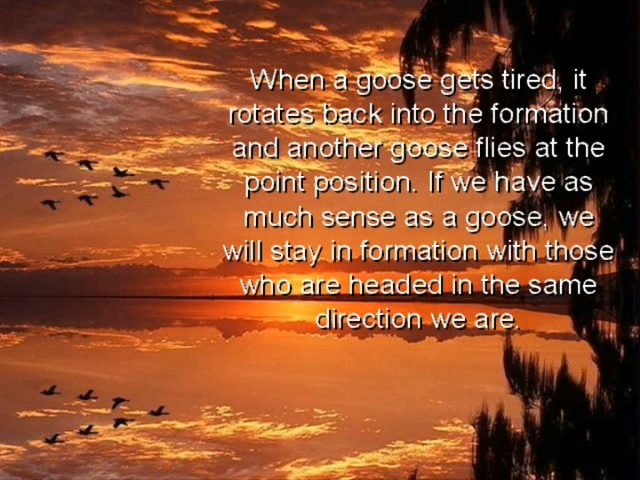 When a goose gets tired, it
rotates back into the formation
and another goose flies at the
point position. If we have as
much sense as a goose, we
will stay in formation with those
who are headed in the same
direction we are.